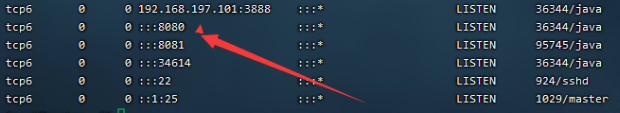 tcp6 0 0 192.168.197.101:3888 :::* LISTEN 36344/java
tcp6 0 0 :::8080 :::* LISTEN 36344/java
tcp6 0 0 :::8081 :::* LISTEN 95745/java
tcp6 0 0 :::34614 :::* LISTEN 36344/java
tcp6 0 0 :::22 :::* LISTEN 924/sshd
tcp6 0 0 ::1:25 :::* LISTEN 1029/master